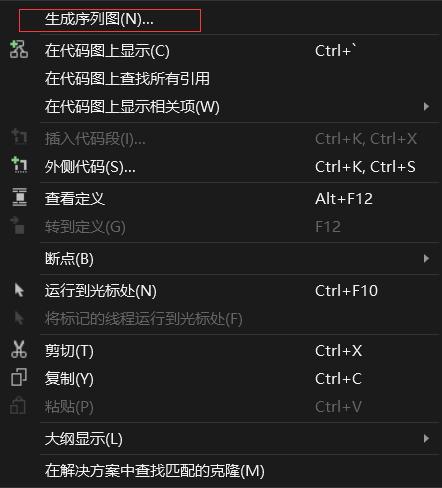 生成序列图(N)...
在代码图上显示(C) Ctrl+`
在代码图上查找所有引用
在代码图上显示相关项(W)
插入代码段(I)... Ctrl+K, Ctrl+X
外侧代码(S)... Ctrl+K, Ctrl+S
查看定义 Alt+F12
转到定义(G) F12
断点(B)
运行到光标处(N) Ctrl+F10
将标记的线程运行到光标处(F)
剪切(T) Ctrl+X
复制(Y) Ctrl+C
粘贴(P) Ctrl+V
大纲显示(L)
在解决方案中查找匹配的克隆(M)